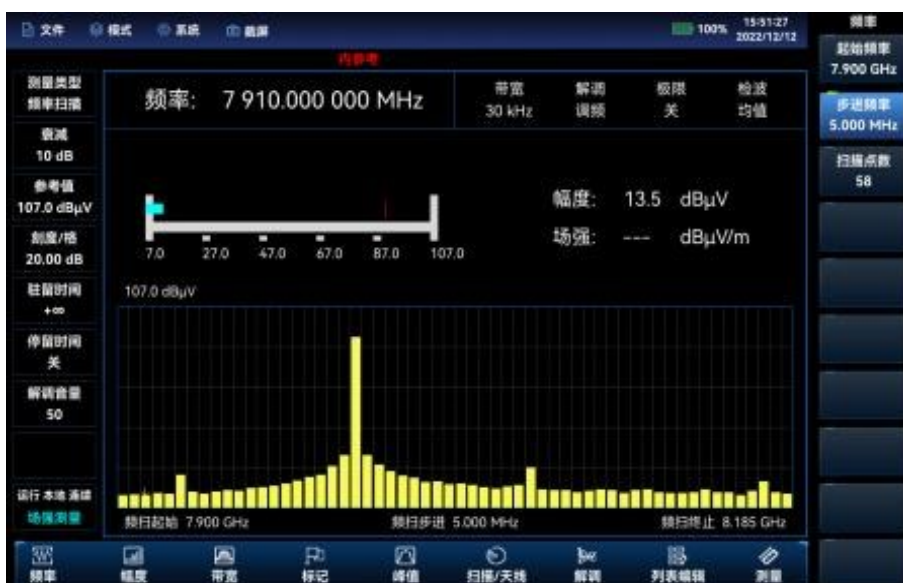 文件 模式 系统 截屏 100% 15:51:27 2022/12/12
频率
内参考
起始频率
7.900 GHz
步进频率
5.000 MHz
扫描点数
58
测量类型
频率扫描
衰减
10 dB
参考值
107.0 dBμV
刻度/格
20.00 dB
驻留时间
+∞
停留时间
关
解调音量
50
运行 本地 连续
场强测量
频率: 7 910.000 000 MHz
带宽 解调 极限 检波
30 kHz 调频 关 均值
幅度: 13.5 dBμV
场强: --- dBμV/m
7.0 27.0 47.0 67.0 87.0 107.0
107.0 dBμV
频扫起始 7.900 GHz 频扫步进 5.000 MHz 频扫终止 8.185 GHz
频率 幅度 带宽 标记 峰值 扫描/天线 解调 列表编辑 测量